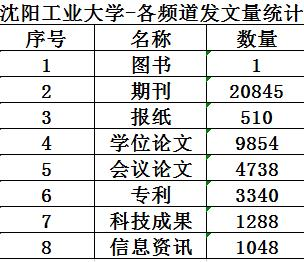 沈阳工业大学-各频道发文量统计
序号 名称 数量
1 图书 1
2 期刊 20845
3 报纸 510
4 学位论文 9854
5 会议论文 4738
6 专利 3340
7 科技成果 1288
8 信息资讯 1048